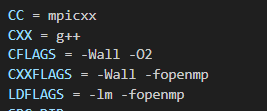 CC = mpicxx
CXX = g++
CFLAGS = -Wall -O2
CXXFLAGS = -Wall -fopenmp
LDFLAGS = -lm -fopenmp